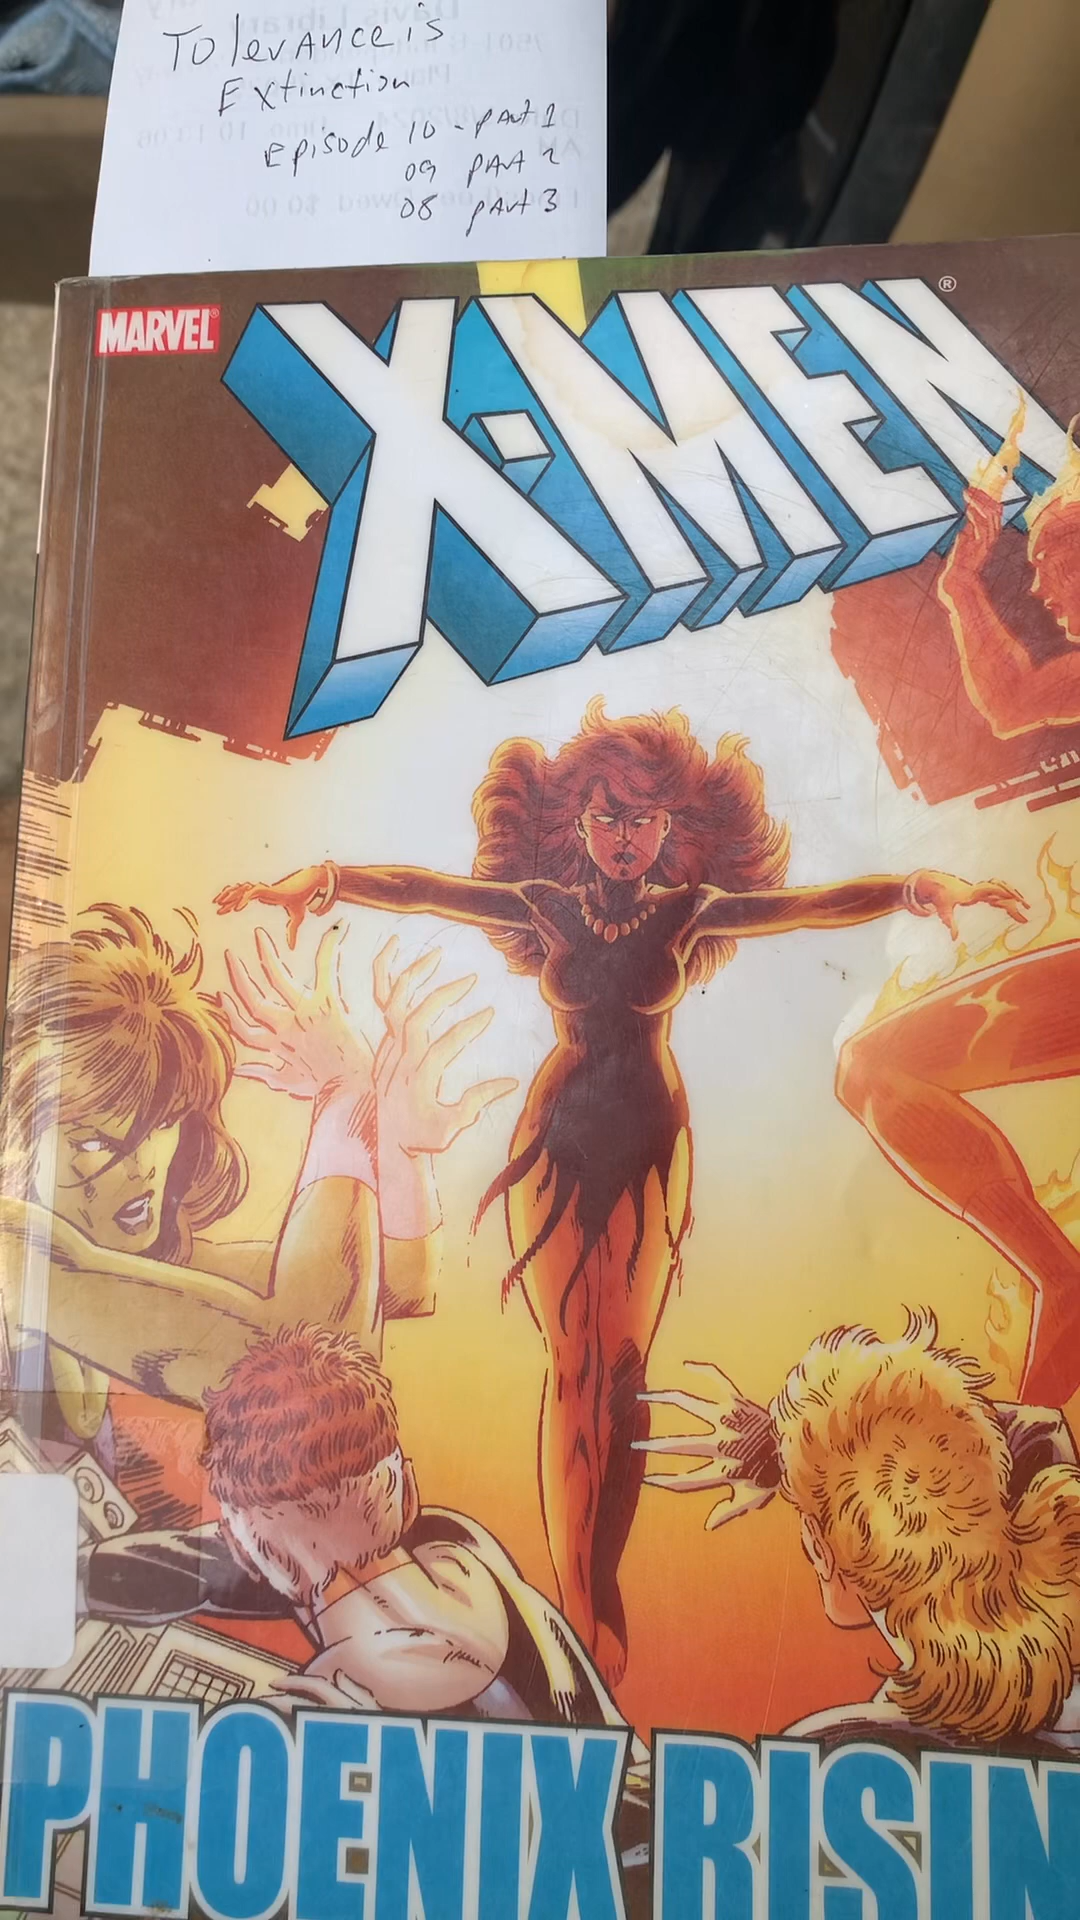 Tolerance is
Extinction
Episode 10 - part 1
09 part 2
08 part 3
MARVEL®
X-MEN®
PHOENIX RISIN